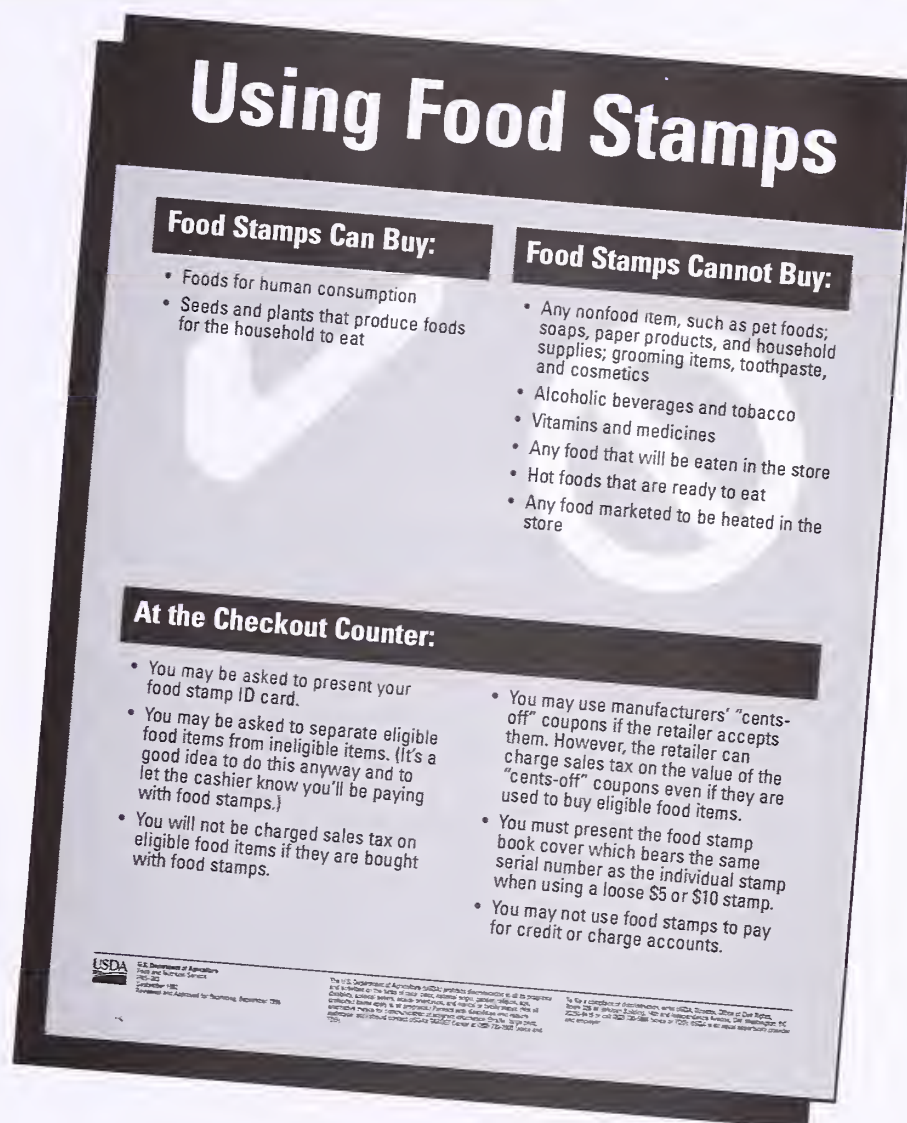 Using Food Stamps
Food Stamps Can Buy:
• Foods for human consumption
• Seeds and plants that produce foods
for the household to eat
Food Stamps Cannot Buy:
• Any nonfood item, such as pet foods;
soaps, paper products, and household
supplies; grooming items, toothpaste,
and cosmetics
• Alcoholic beverages and tobacco
• Vitamins and medicines
• Any food that will be eaten in the store
• Hot foods that are ready to eat
• Any food marketed to be heated in the
store
At the Checkout Counter:
• You may be asked to present your
food stamp ID card.
• You may be asked to separate eligible
food items from ineligible items. (It's a
good idea to do this anyway and to
let the cashier know you'll be paying
with food stamps.)
• You will not be charged sales tax on
eligible food items if they are bought
with food stamps.
• You may use manufacturers' "cents-
off" coupons if the retailer accepts
them. However, the retailer can
charge sales tax on the value of the
"cents-off" coupons even if they are
used to buy eligible food items.
• You must present the food stamp
book cover which bears the same
serial number as the individual stamp
when using a loose $5 or $10 stamp.
• You may not use food stamps to pay
for credit or charge accounts.
USDA
U.S. Department of Agriculture
Food and Nutrition Service